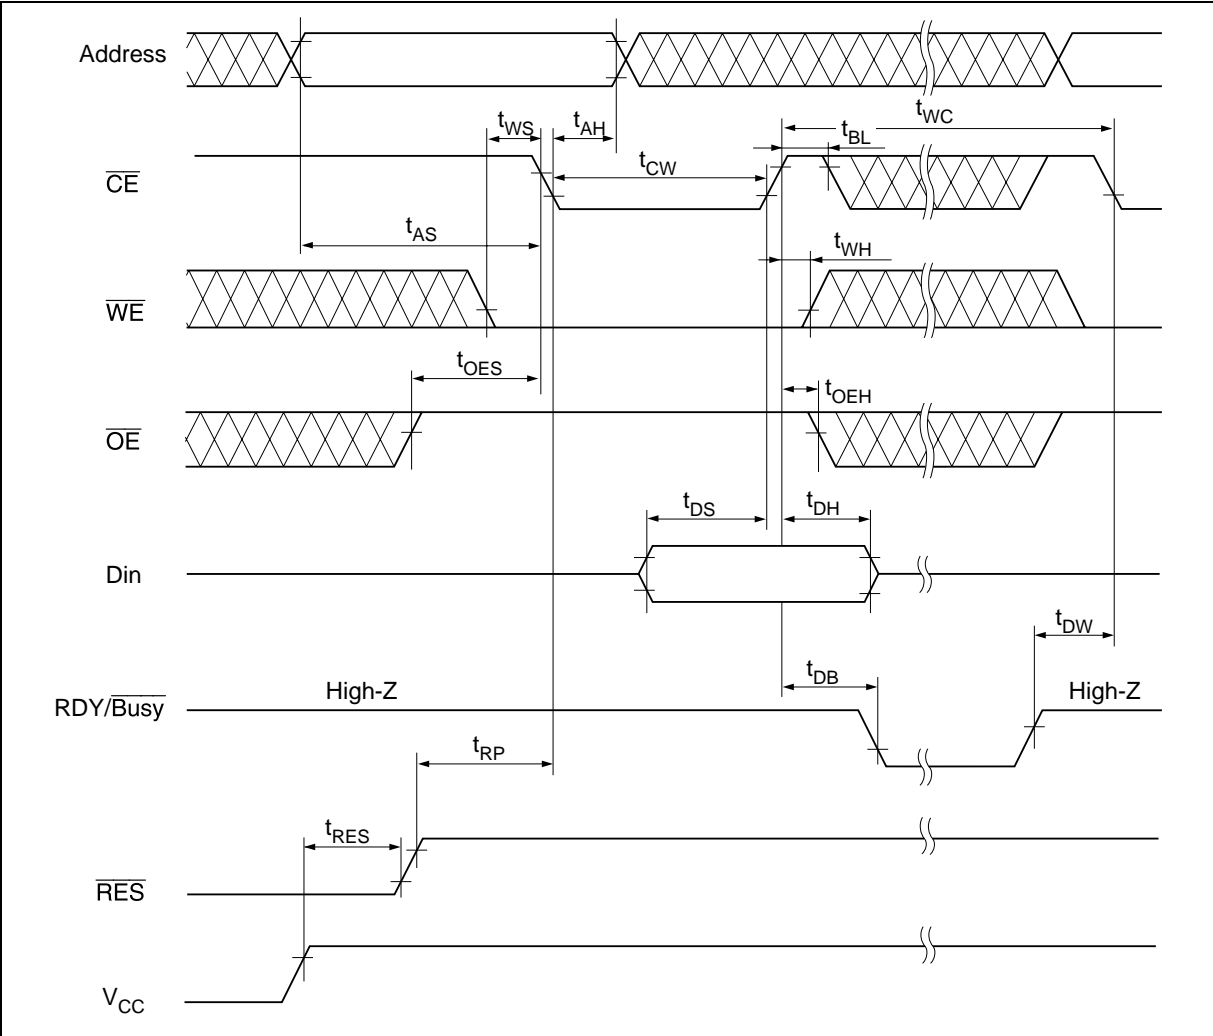 Address
tWC
tWS
tAH
tBL
tCW
CE
tAS
tWH
WE
tOES
tOEH
OE
tDS
tDH
Din
tDW
tDB
High-Z
High-Z
RDY/Busy
tRP
tRES
RES
VCC